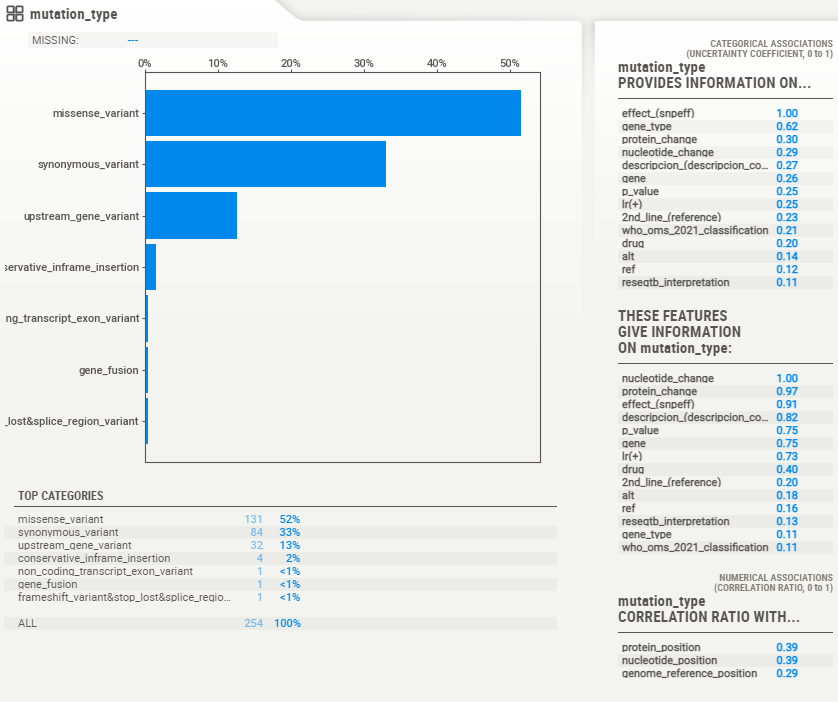 mutation_type
MISSING: ---
0% 10% 20% 30% 40% 50%
missense_variant
synonymous_variant
upstream_gene_variant
servative_inframe_insertion
ng_transcript_exon_variant
gene_fusion
_lost&splice_region_variant
TOP CATEGORIES
missense_variant 131 52%
synonymous_variant 84 33%
upstream_gene_variant 32 13%
conservative_inframe_insertion 4 2%
non_coding_transcript_exon_variant 1 <1%
gene_fusion 1 <1%
frameshift_variant&stop_lost&splice_regio... 1 <1%
ALL 254 100%
CATEGORICAL ASSOCIATIONS
(UNCERTAINTY COEFFICIENT, 0 to 1)
mutation_type
PROVIDES INFORMATION ON...
effect_(snpeff) 1.00
gene_type 0.62
protein_change 0.30
nucleotide_change 0.29
descripcion_(descripcion_co... 0.27
gene 0.26
p_value 0.25
lr(+) 0.25
2nd_line_(reference) 0.23
who_oms_2021_classification 0.21
drug 0.20
alt 0.14
ref 0.12
reseqtb_interpretation 0.11
THESE FEATURES
GIVE INFORMATION
ON mutation_type:
nucleotide_change 1.00
protein_change 0.97
effect_(snpeff) 0.91
descripcion_(descripcion_co... 0.82
p_value 0.75
gene 0.75
lr(+) 0.73
drug 0.40
2nd_line_(reference) 0.20
alt 0.18
ref 0.16
reseqtb_interpretation 0.13
gene_type 0.11
who_oms_2021_classification 0.11
NUMERICAL ASSOCIATIONS
(CORRELATION RATIO, 0 to 1)
mutation_type
CORRELATION RATIO WITH...
protein_position 0.39
nucleotide_position 0.39
genome_reference_position 0.29